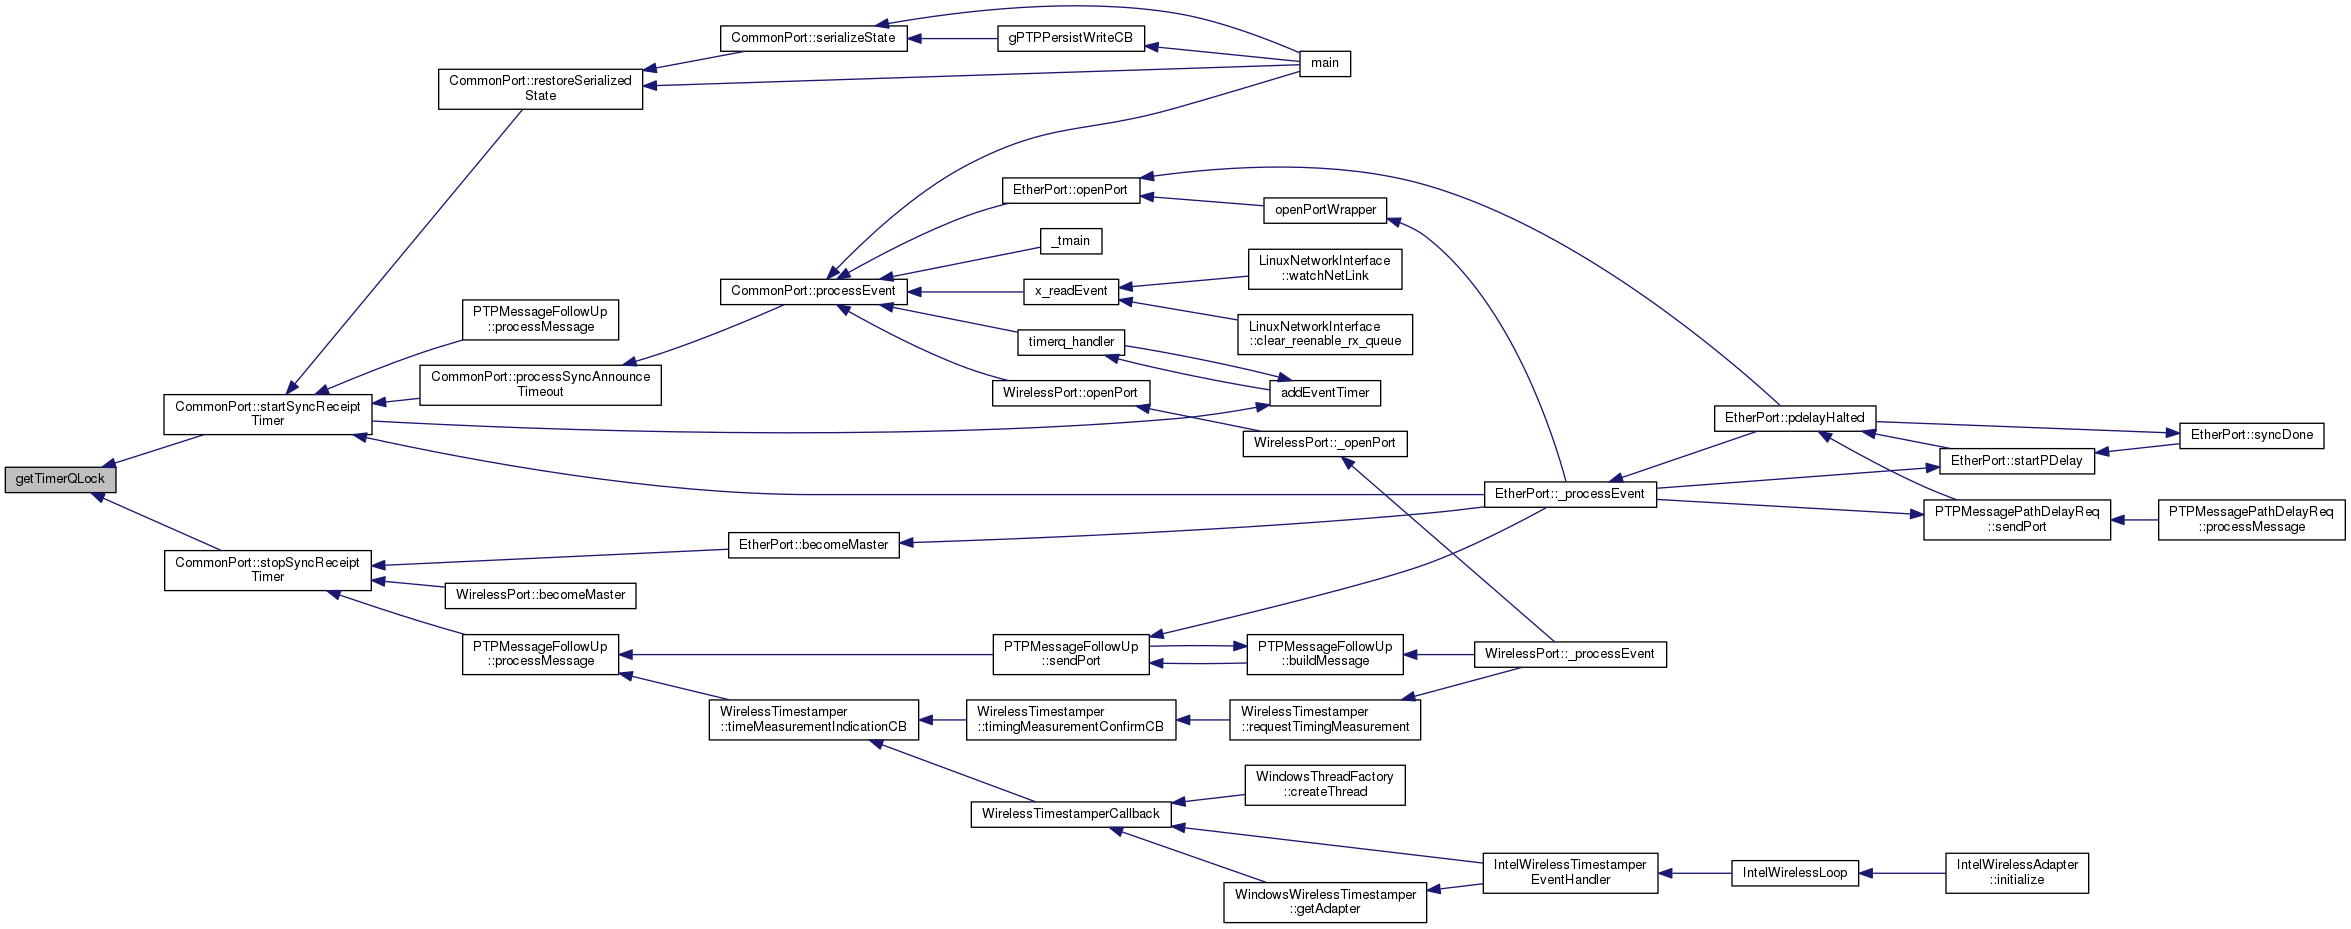 CommonPort::serializeState
gPTPPersistWriteCB
main
CommonPort::restoreSerialized
State
EtherPort::openPort
openPortWrapper
_tmain
LinuxNetworkInterface
::watchNetLink
CommonPort::processEvent
x_readEvent
PTPMessageFollowUp
::processMessage
LinuxNetworkInterface
::clear_reenable_rx_queue
timerq_handler
CommonPort::processSyncAnnounce
Timeout
WirelessPort::openPort
addEventTimer
CommonPort::startSyncReceipt
Timer
EtherPort::pdelayHalted
EtherPort::syncDone
WirelessPort::_openPort
EtherPort::startPDelay
getTimerQLock
EtherPort::_processEvent
PTPMessagePathDelayReq
::sendPort
PTPMessagePathDelayReq
::processMessage
EtherPort::becomeMaster
CommonPort::stopSyncReceipt
Timer
WirelessPort::becomeMaster
PTPMessageFollowUp
::processMessage
PTPMessageFollowUp
::sendPort
PTPMessageFollowUp
::buildMessage
WirelessPort::_processEvent
WirelessTimestamper
::timeMeasurementIndicationCB
WirelessTimestamper
::timingMeasurementConfirmCB
WirelessTimestamper
::requestTimingMeasurement
WindowsThreadFactory
::createThread
WirelessTimestamperCallback
IntelWirelessTimestamper
EventHandler
IntelWirelessLoop
IntelWirelessAdapter
::initialize
WindowsWirelessTimestamper
::getAdapter